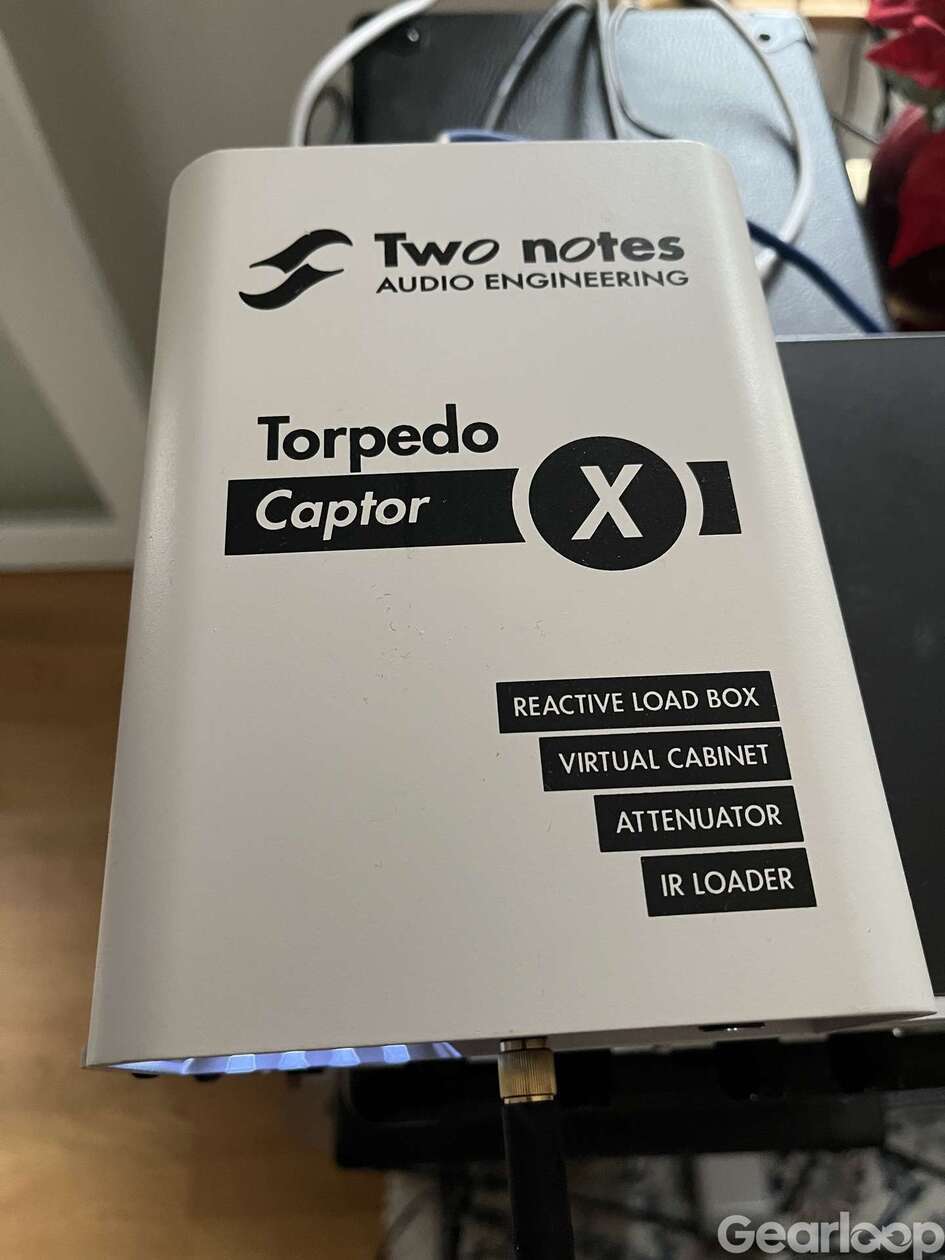 Two notes
AUDIO ENGINEERING
Torpedo
Captor X
REACTIVE LOAD BOX
VIRTUAL CABINET
ATTENUATOR
IR LOADER
Gearloop